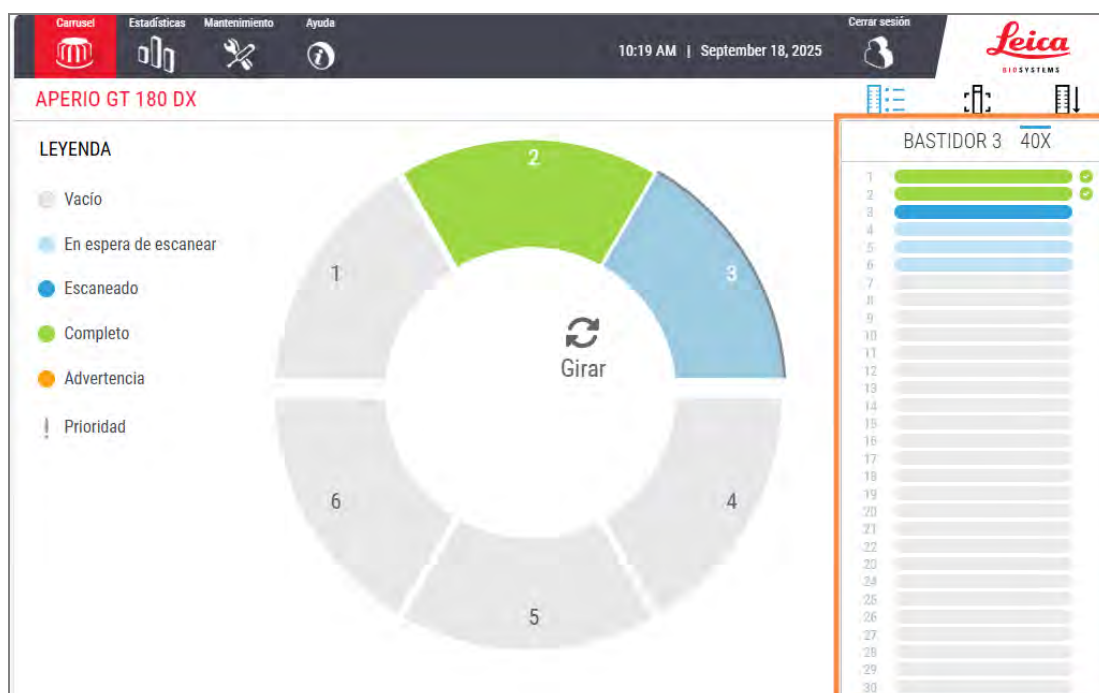 Carrusel Estadísticas Mantenimiento Ayuda
10:19 AM | September 18, 2025
Cerrar sesión
Leica
BIOSYSTEMS
APERIO GT 180 DX
LEYENDA
Vacío
En espera de escanear
Escaneado
Completo
Advertencia
Prioridad
1
2
3
4
5
6
Girar
BASTIDOR 3 40X
1
2
3
4
5
6
7
8
9
10
11
12
13
14
15
16
17
18
19
20
21
22
20
24
25
26
27
28
29
30